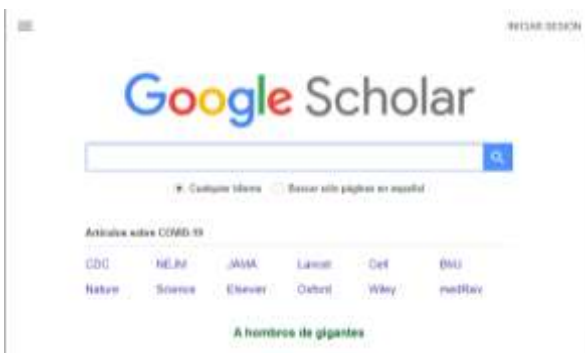 INICIAR SESIÓN
Google Scholar
Cualquier idioma Buscar sólo páginas en español
Artículos sobre COVID-19
CDC NEJM JAMA Lancet Cell BMJ
Nature Science Elsevier Oxford Wiley medRxiv
A hombros de gigantes